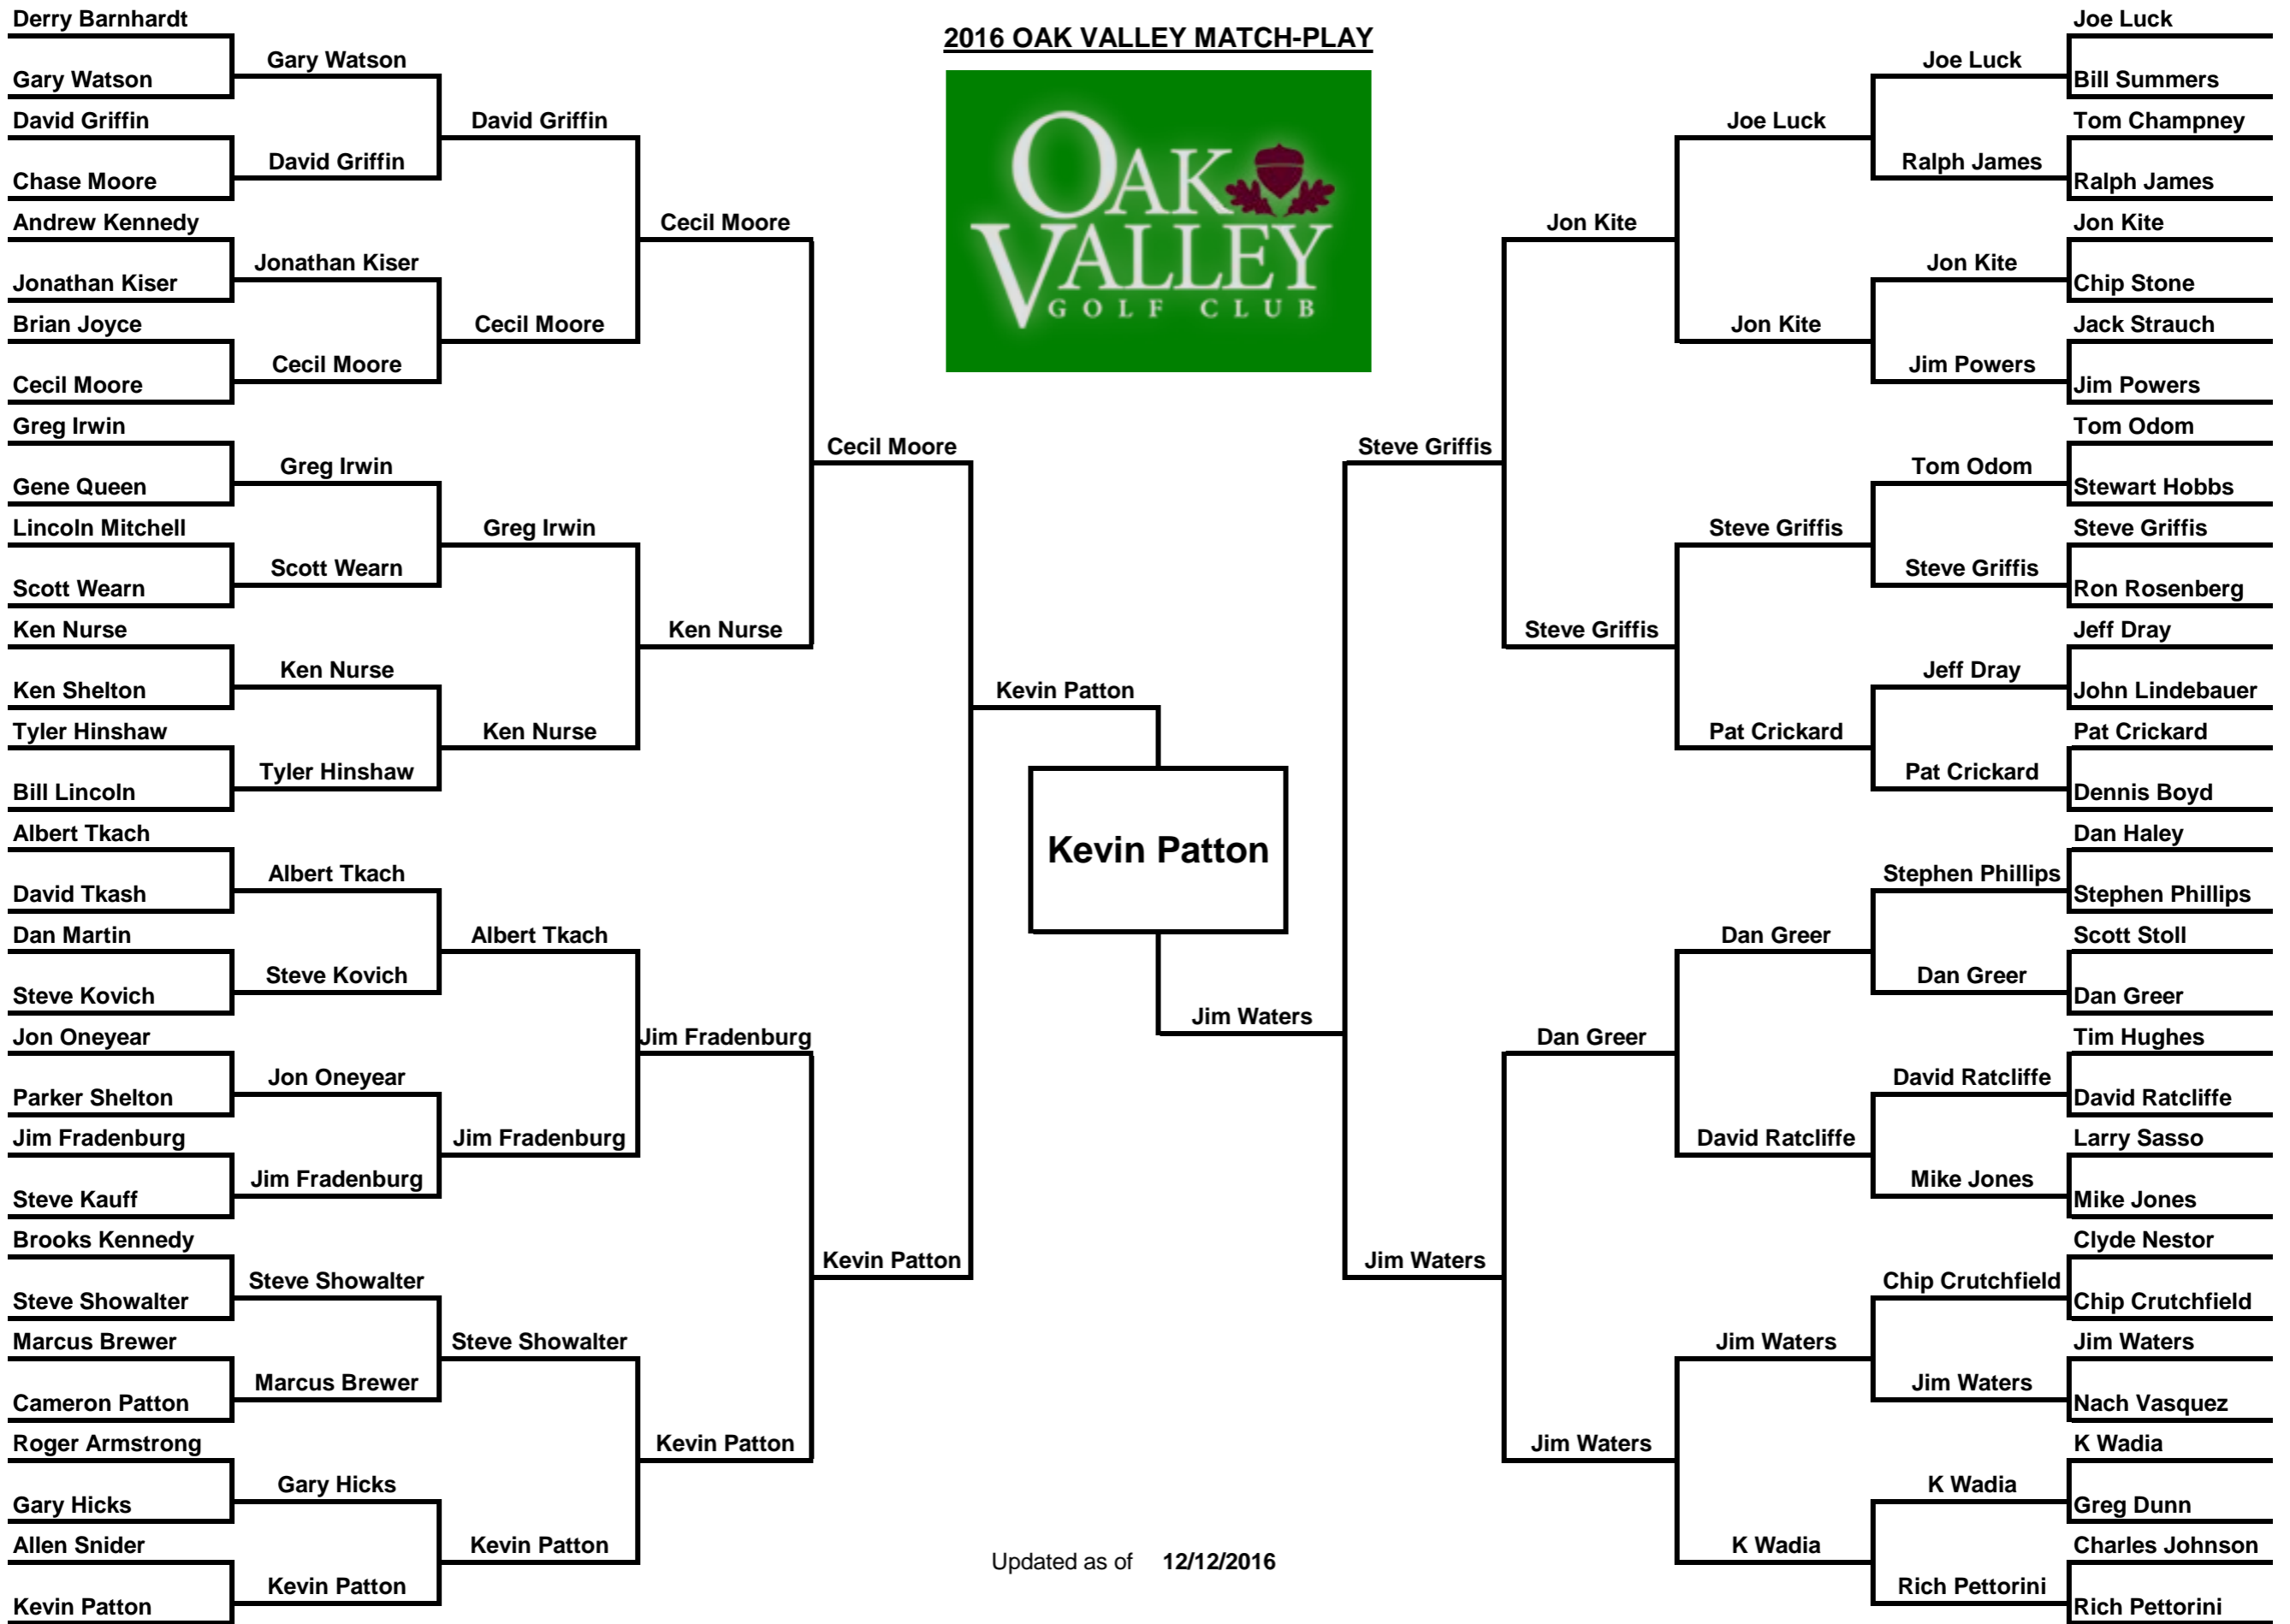 2016 OAK VALLEY MATCH-PLAY
OAK
VALLEY
GOLF CLUB
Derry Barnhardt
Gary Watson
David Griffin
Chase Moore
Andrew Kennedy
Jonathan Kiser
Brian Joyce
Cecil Moore
Greg Irwin
Gene Queen
Lincoln Mitchell
Scott Wearn
Ken Nurse
Ken Shelton
Tyler Hinshaw
Bill Lincoln
Albert Tkach
David Tkash
Dan Martin
Steve Kovich
Jon Oneyear
Parker Shelton
Jim Fradenburg
Steve Kauff
Brooks Kennedy
Steve Showalter
Marcus Brewer
Cameron Patton
Roger Armstrong
Gary Hicks
Allen Snider
Kevin Patton
Gary Watson
David Griffin
Jonathan Kiser
Cecil Moore
Greg Irwin
Scott Wearn
Ken Nurse
Tyler Hinshaw
Albert Tkach
Steve Kovich
Jon Oneyear
Jim Fradenburg
Steve Showalter
Marcus Brewer
Gary Hicks
Kevin Patton
David Griffin
Cecil Moore
Greg Irwin
Ken Nurse
Albert Tkach
Jim Fradenburg
Steve Showalter
Kevin Patton
Cecil Moore
Ken Nurse
Jim Fradenburg
Kevin Patton
Cecil Moore
Kevin Patton
Kevin Patton
Kevin Patton
Jim Waters
Steve Griffis
Jim Waters
Jon Kite
Steve Griffis
Dan Greer
Jim Waters
Joe Luck
Jon Kite
Steve Griffis
Pat Crickard
Dan Greer
David Ratcliffe
Jim Waters
K Wadia
Joe Luck
Ralph James
Jon Kite
Jim Powers
Tom Odom
Steve Griffis
Jeff Dray
Pat Crickard
Stephen Phillips
Dan Greer
David Ratcliffe
Mike Jones
Chip Crutchfield
Jim Waters
K Wadia
Rich Pettorini
Joe Luck
Bill Summers
Tom Champney
Ralph James
Jon Kite
Chip Stone
Jack Strauch
Jim Powers
Tom Odom
Stewart Hobbs
Steve Griffis
Ron Rosenberg
Jeff Dray
John Lindebauer
Pat Crickard
Dennis Boyd
Dan Haley
Stephen Phillips
Scott Stoll
Dan Greer
Tim Hughes
David Ratcliffe
Larry Sasso
Mike Jones
Clyde Nestor
Chip Crutchfield
Jim Waters
Nach Vasquez
K Wadia
Greg Dunn
Charles Johnson
Rich Pettorini
Updated as of 12/12/2016